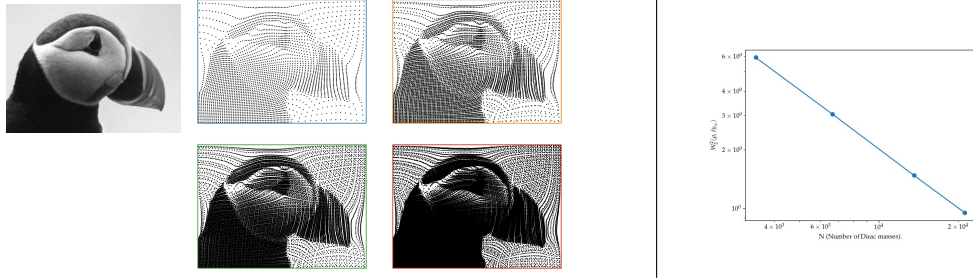 6 × 10⁰
4 × 10⁰
3 × 10⁰
2 × 10⁰
10⁰
4 × 10³
6 × 10³
10⁴
2 × 10⁴
N (Number of Dirac masses).